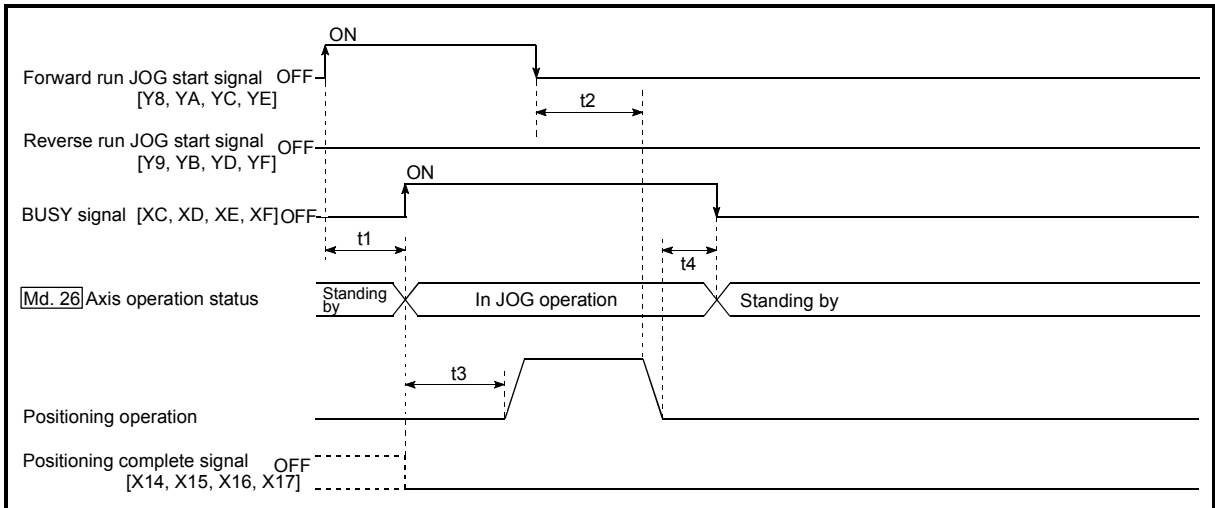 ON
Forward run JOG start signal OFF
[Y8, YA, YC, YE]
t2
Reverse run JOG start signal OFF
[Y9, YB, YD, YF]
ON
BUSY signal [XC, XD, XE, XF] OFF
t1
t4
Md. 26 Axis operation status
Standing
by
In JOG operation
Standing by
t3
Positioning operation
Positioning complete signal OFF
[X14, X15, X16, X17]